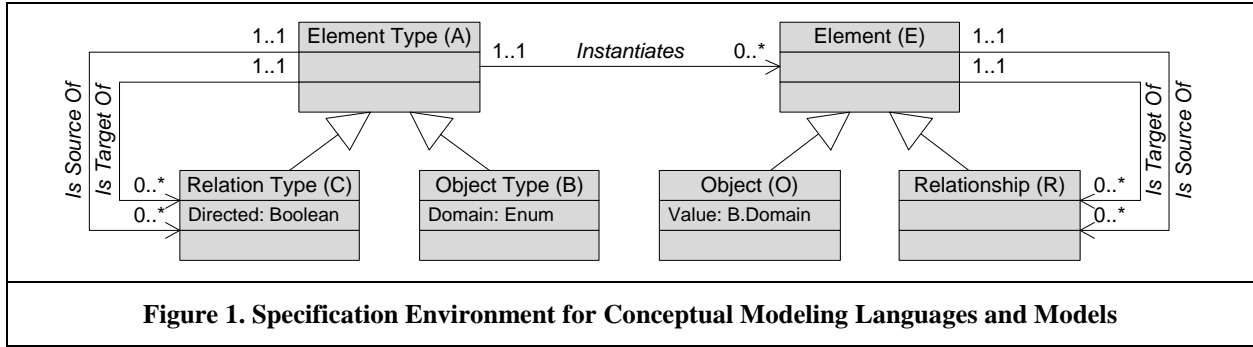 1..1
Element Type (A)
1..1
Instantiates
0..*
Element (E)
1..1
1..1
1..1
Is Source Of
Is Target Of
Is Target Of
Is Source Of
0..*
Relation Type (C)
Object Type (B)
Object (O)
Relationship (R)
0..*
0..*
Directed: Boolean
Domain: Enum
Value: B.Domain
0..*
Figure 1. Specification Environment for Conceptual Modeling Languages and Models